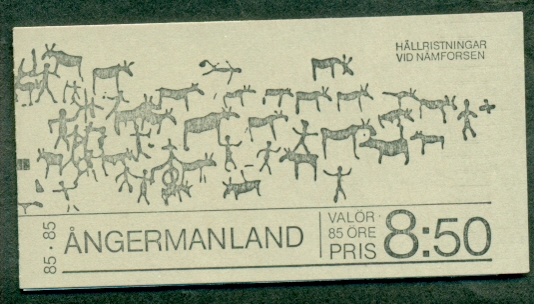 HÄLLRISTNINGAR
VID NÄMFORSEN
85 · 85
ÅNGERMANLAND
VALÖR
85 ÖRE
PRIS 8:50